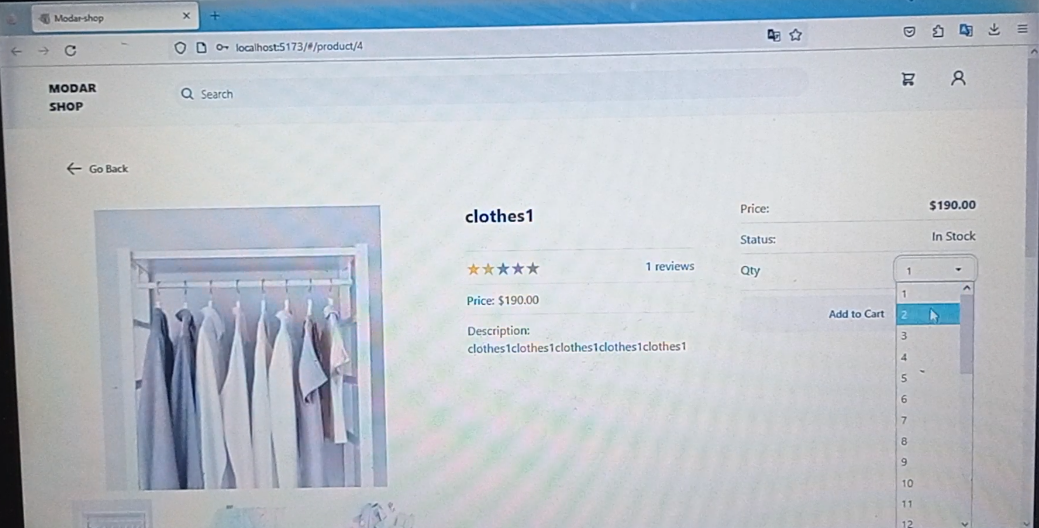 Modar-shop
localhost:5173/#/product/4
MODAR
SHOP
Search
Go Back
clothes1
1 reviews
Price: $190.00
Description:
clothes1clothes1clothes1clothes1clothes1
Price:
$190.00
Status:
In Stock
Qty
1
Add to Cart
1
2
3
4
5
6
7
8
9
10
11
12